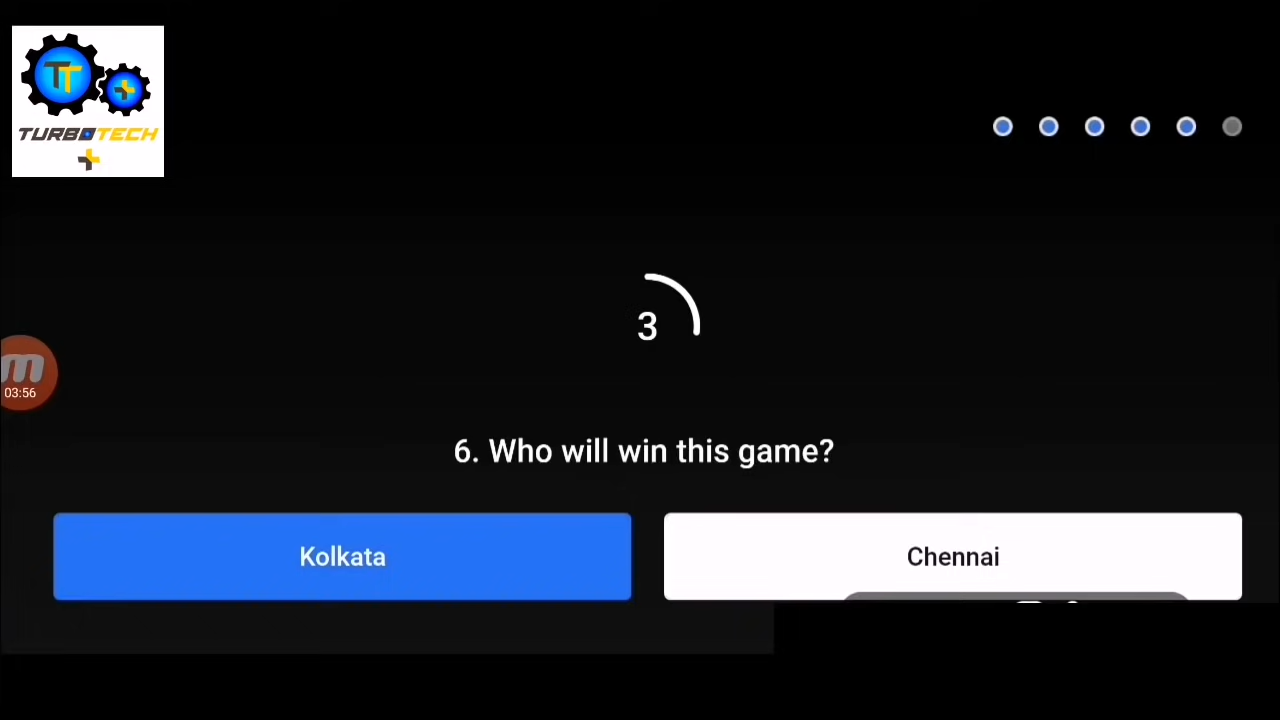 TT
TURBOTECH
3
m
03:56
6. Who will win this game?
Kolkata
Chennai